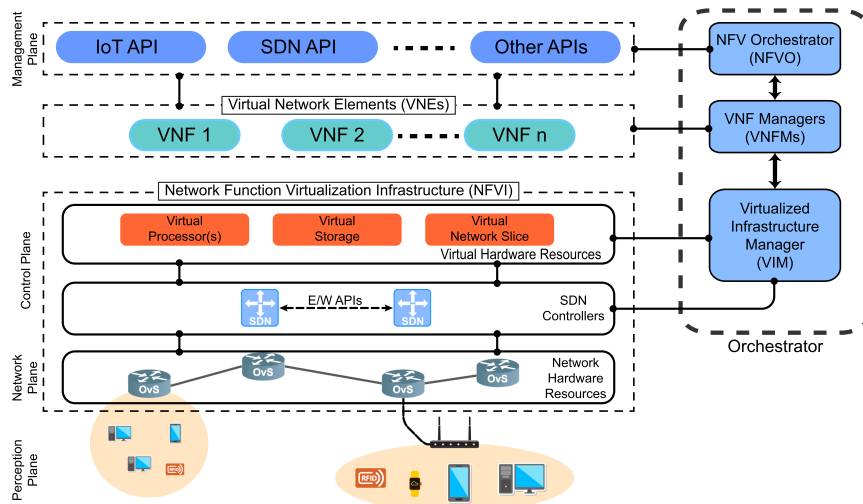 Management
Plane
IoT API
SDN API
Other APIs
NFV Orchestrator
(NFVO)
Virtual Network Elements (VNEs)
VNF 1
VNF 2
VNF n
VNF Managers
(VNFMs)
Network Function Virtualization Infrastructure (NFVI)
Control Plane
Virtual
Processor(s)
Virtual
Storage
Virtual
Network Slice
Virtual Hardware Resources
Virtualized
Infrastructure
Manager
(VIM)
E/W APIs
SDN
SDN
SDN
Controllers
Orchestrator
Network
Plane
OvS
OvS
OvS
OvS
Network
Hardware
Resources
Perception
Plane
RFID
RFID